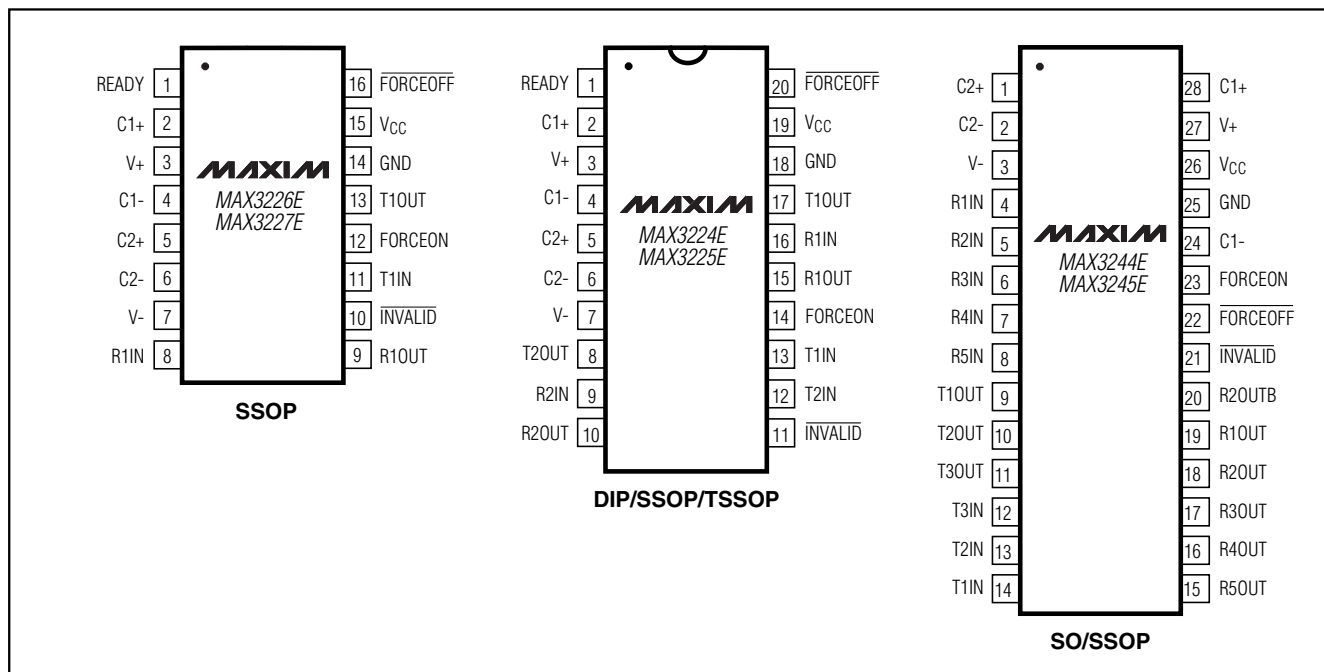 READY 1
C1+ 2
V+ 3
C1- 4
C2+ 5
C2- 6
V- 7
R1IN 8
MAXIM
MAX3226E
MAX3227E
16 FORCEOFF
15 VCC
14 GND
13 T1OUT
12 FORCEON
11 T1IN
10 INVALID
9 R1OUT
SSOP
READY 1
C1+ 2
V+ 3
C1- 4
C2+ 5
C2- 6
V- 7
T2OUT 8
R2IN 9
R2OUT 10
MAXIM
MAX3224E
MAX3225E
20 FORCEOFF
19 VCC
18 GND
17 T1OUT
16 R1IN
15 R1OUT
14 FORCEON
13 T1IN
12 T2IN
11 INVALID
DIP/SSOP/TSSOP
C2+ 1
C2- 2
V- 3
R1IN 4
R2IN 5
R3IN 6
R4IN 7
R5IN 8
T1OUT 9
T2OUT 10
T3OUT 11
T3IN 12
T2IN 13
T1IN 14
MAXIM
MAX3244E
MAX3245E
28 C1+
27 V+
26 VCC
25 GND
24 C1-
23 FORCEON
22 FORCEOFF
21 INVALID
20 R2OUTB
19 R1OUT
18 R2OUT
17 R3OUT
16 R4OUT
15 R5OUT
SO/SSOP